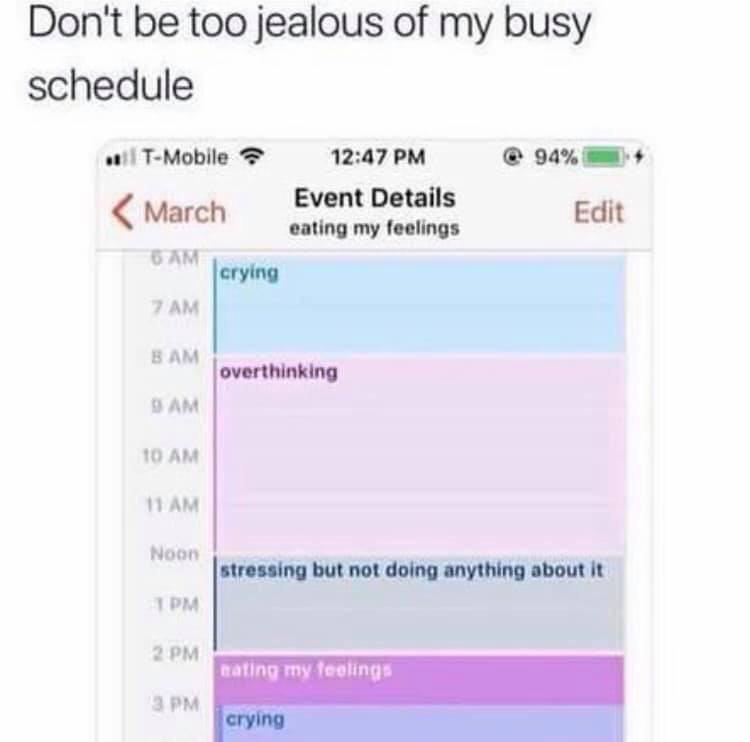 Don't be too jealous of my busy
schedule
T-Mobile 12:47 PM 94%
March Event Details Edit
eating my feelings
6 AM
crying
7 AM
8 AM
overthinking
9 AM
10 AM
11 AM
Noon
stressing but not doing anything about it
1 PM
2 PM
eating my feelings
3 PM
crying